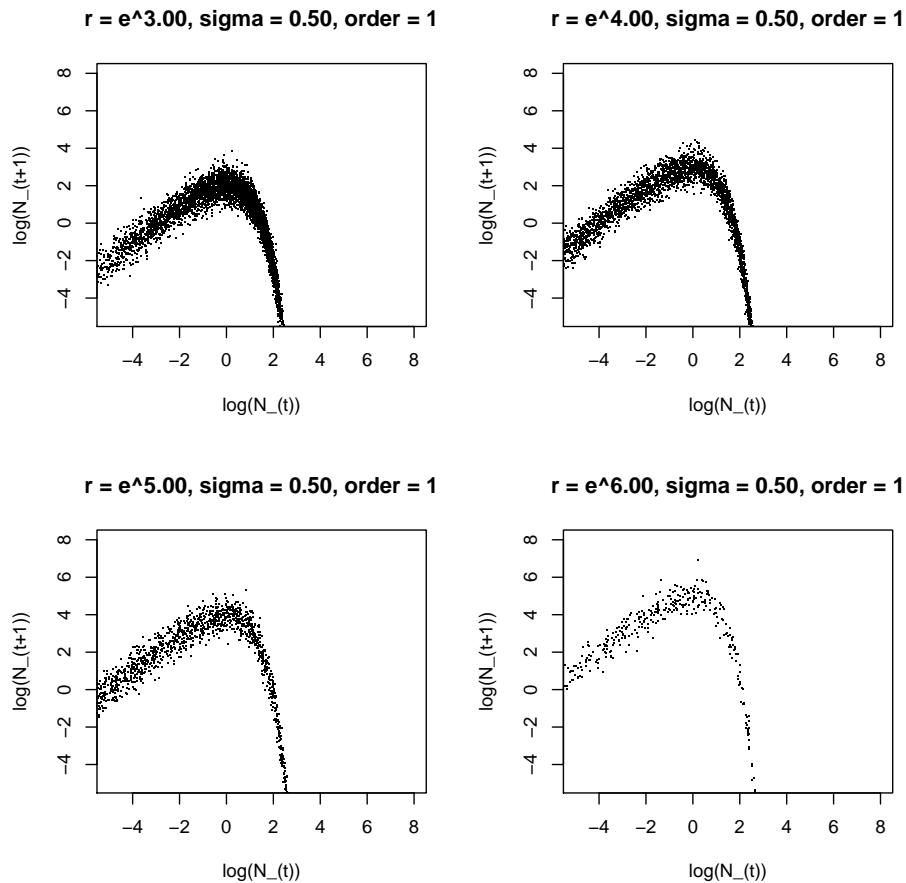 r = e^3.00, sigma = 0.50, order = 1
8
6
4
2
0
−2
−4
log(N_(t+1))
−4 −2 0 2 4 6 8
log(N_(t))
r = e^4.00, sigma = 0.50, order = 1
8
6
4
2
0
−2
−4
log(N_(t+1))
−4 −2 0 2 4 6 8
log(N_(t))
r = e^5.00, sigma = 0.50, order = 1
8
6
4
2
0
−2
−4
log(N_(t+1))
−4 −2 0 2 4 6 8
log(N_(t))
r = e^6.00, sigma = 0.50, order = 1
8
6
4
2
0
−2
−4
log(N_(t+1))
−4 −2 0 2 4 6 8
log(N_(t))